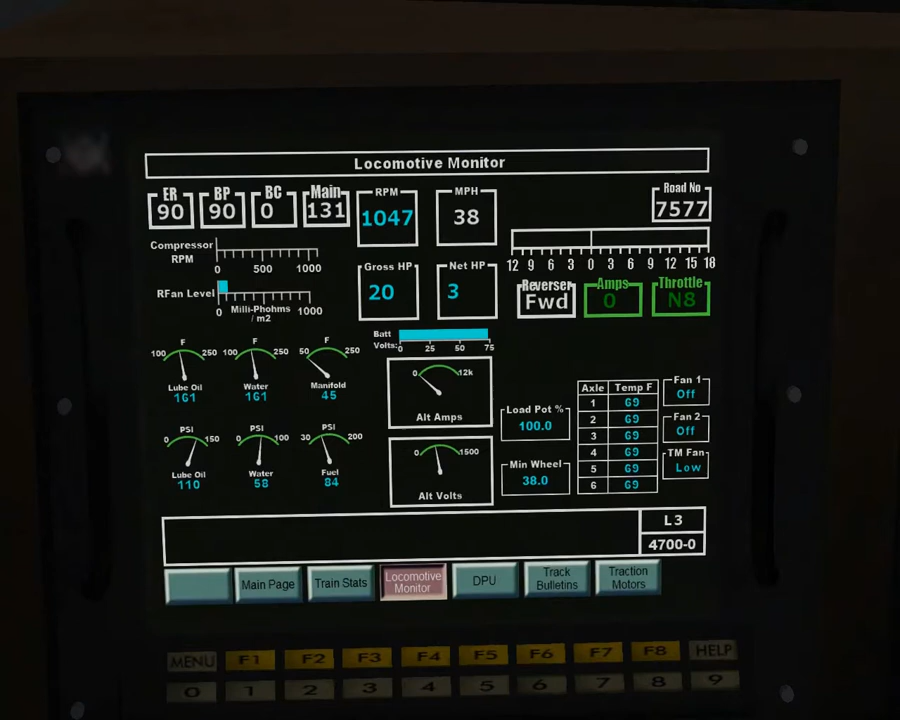 Locomotive Monitor
ER BP BC Main RPM MPH Road No
90 90 0 131 1047 38 7577
Compressor RPM
0 500 1000
12 9 6 3 0 3 6 9 12 15 18
RFan Level
0 Milli-Phohms / m2 1000
Gross HP Net HP
20 3
Reverser Amps Throttle
Fwd 0 N8
Batt Volts:
0 25 50 75
F F F
100 250 100 250 50 250
Lube Oil Water Manifold
161 161 45
0 12k
Alt Amps
PSI PSI PSI
0 150 0 100 30 200
Lube Oil Water Fuel
110 58 84
0 1500
Alt Volts
Load Pot %
100.0
Min Wheel
38.0
Axle Temp F
1 69
2 69
3 69
4 69
5 69
6 69
Fan 1
Off
Fan 2
Off
TM Fan
Low
L3
4700-0
Main Page Train Stats Locomotive Monitor DPU Track Bulletins Traction Motors
MENU F1 F2 F3 F4 F5 F6 F7 F8 HELP
0 1 2 3 4 5 6 7 8 9